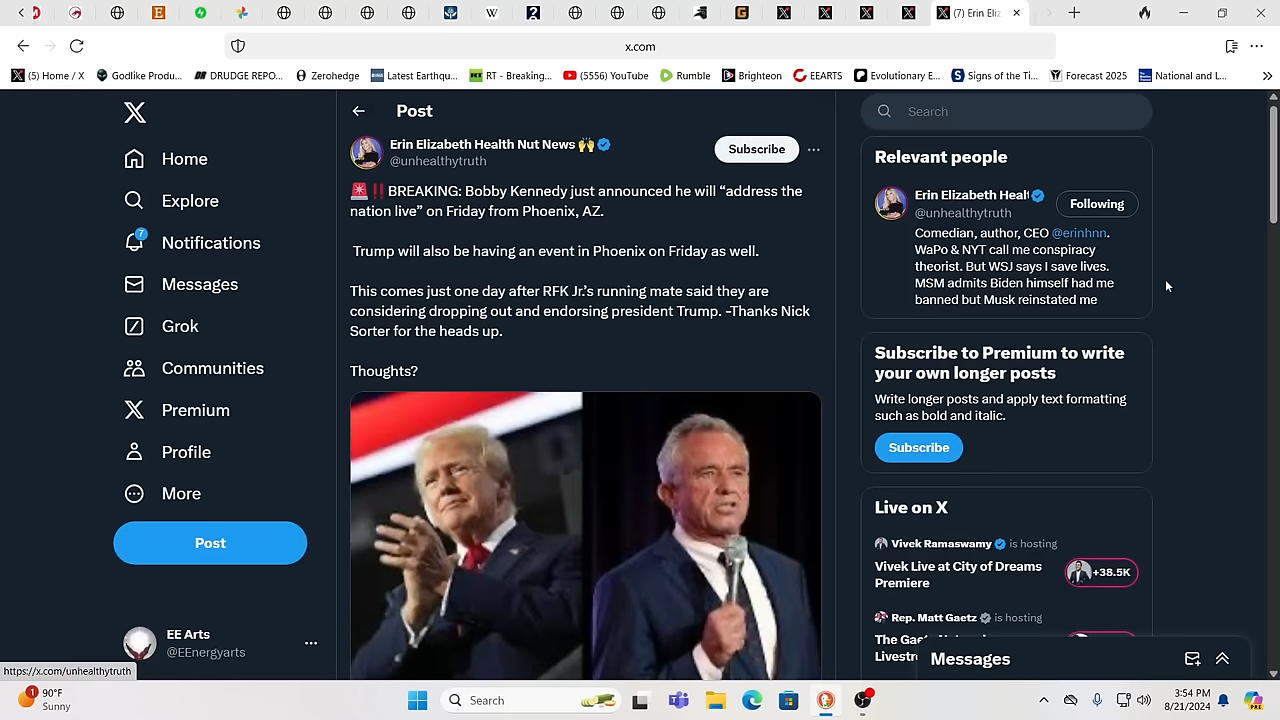 (7) Erin Eliz
x.com
(5) Home / X
Godlike Produ...
DRUDGE REPO...
Zerohedge
Latest Earthqu...
RT - Breaking...
(5556) YouTube
Rumble
Brighteon
EEARTS
Evolutionary E...
Signs of the Ti...
Forecast 2025
National and L...
Home
Explore
7
Notifications
Messages
Grok
Communities
Premium
Profile
More
Post
EE Arts
@EEnergyarts
https://x.com/unhealthytruth
Post
Erin Elizabeth Health Nut News 🙌
@unhealthytruth
Subscribe
🚨‼️BREAKING: Bobby Kennedy just announced he will “address the
nation live” on Friday from Phoenix, AZ.
Trump will also be having an event in Phoenix on Friday as well.
This comes just one day after RFK Jr.’s running mate said they are
considering dropping out and endorsing president Trump. -Thanks Nick
Sorter for the heads up.
Thoughts?
Search
Relevant people
Erin Elizabeth Healt
@unhealthytruth
Following
Comedian, author, CEO @erinhnn.
WaPo & NYT call me conspiracy
theorist. But WSJ says I save lives.
MSM admits Biden himself had me
banned but Musk reinstated me
Subscribe to Premium to write
your own longer posts
Write longer posts and apply text formatting
such as bold and italic.
Subscribe
Live on X
Vivek Ramaswamy is hosting
Vivek Live at City of Dreams
Premiere
+38.5K
Rep. Matt Gaetz is hosting
Livestre
Messages
1
90°F
Sunny
Search
3:54 PM
8/21/2024